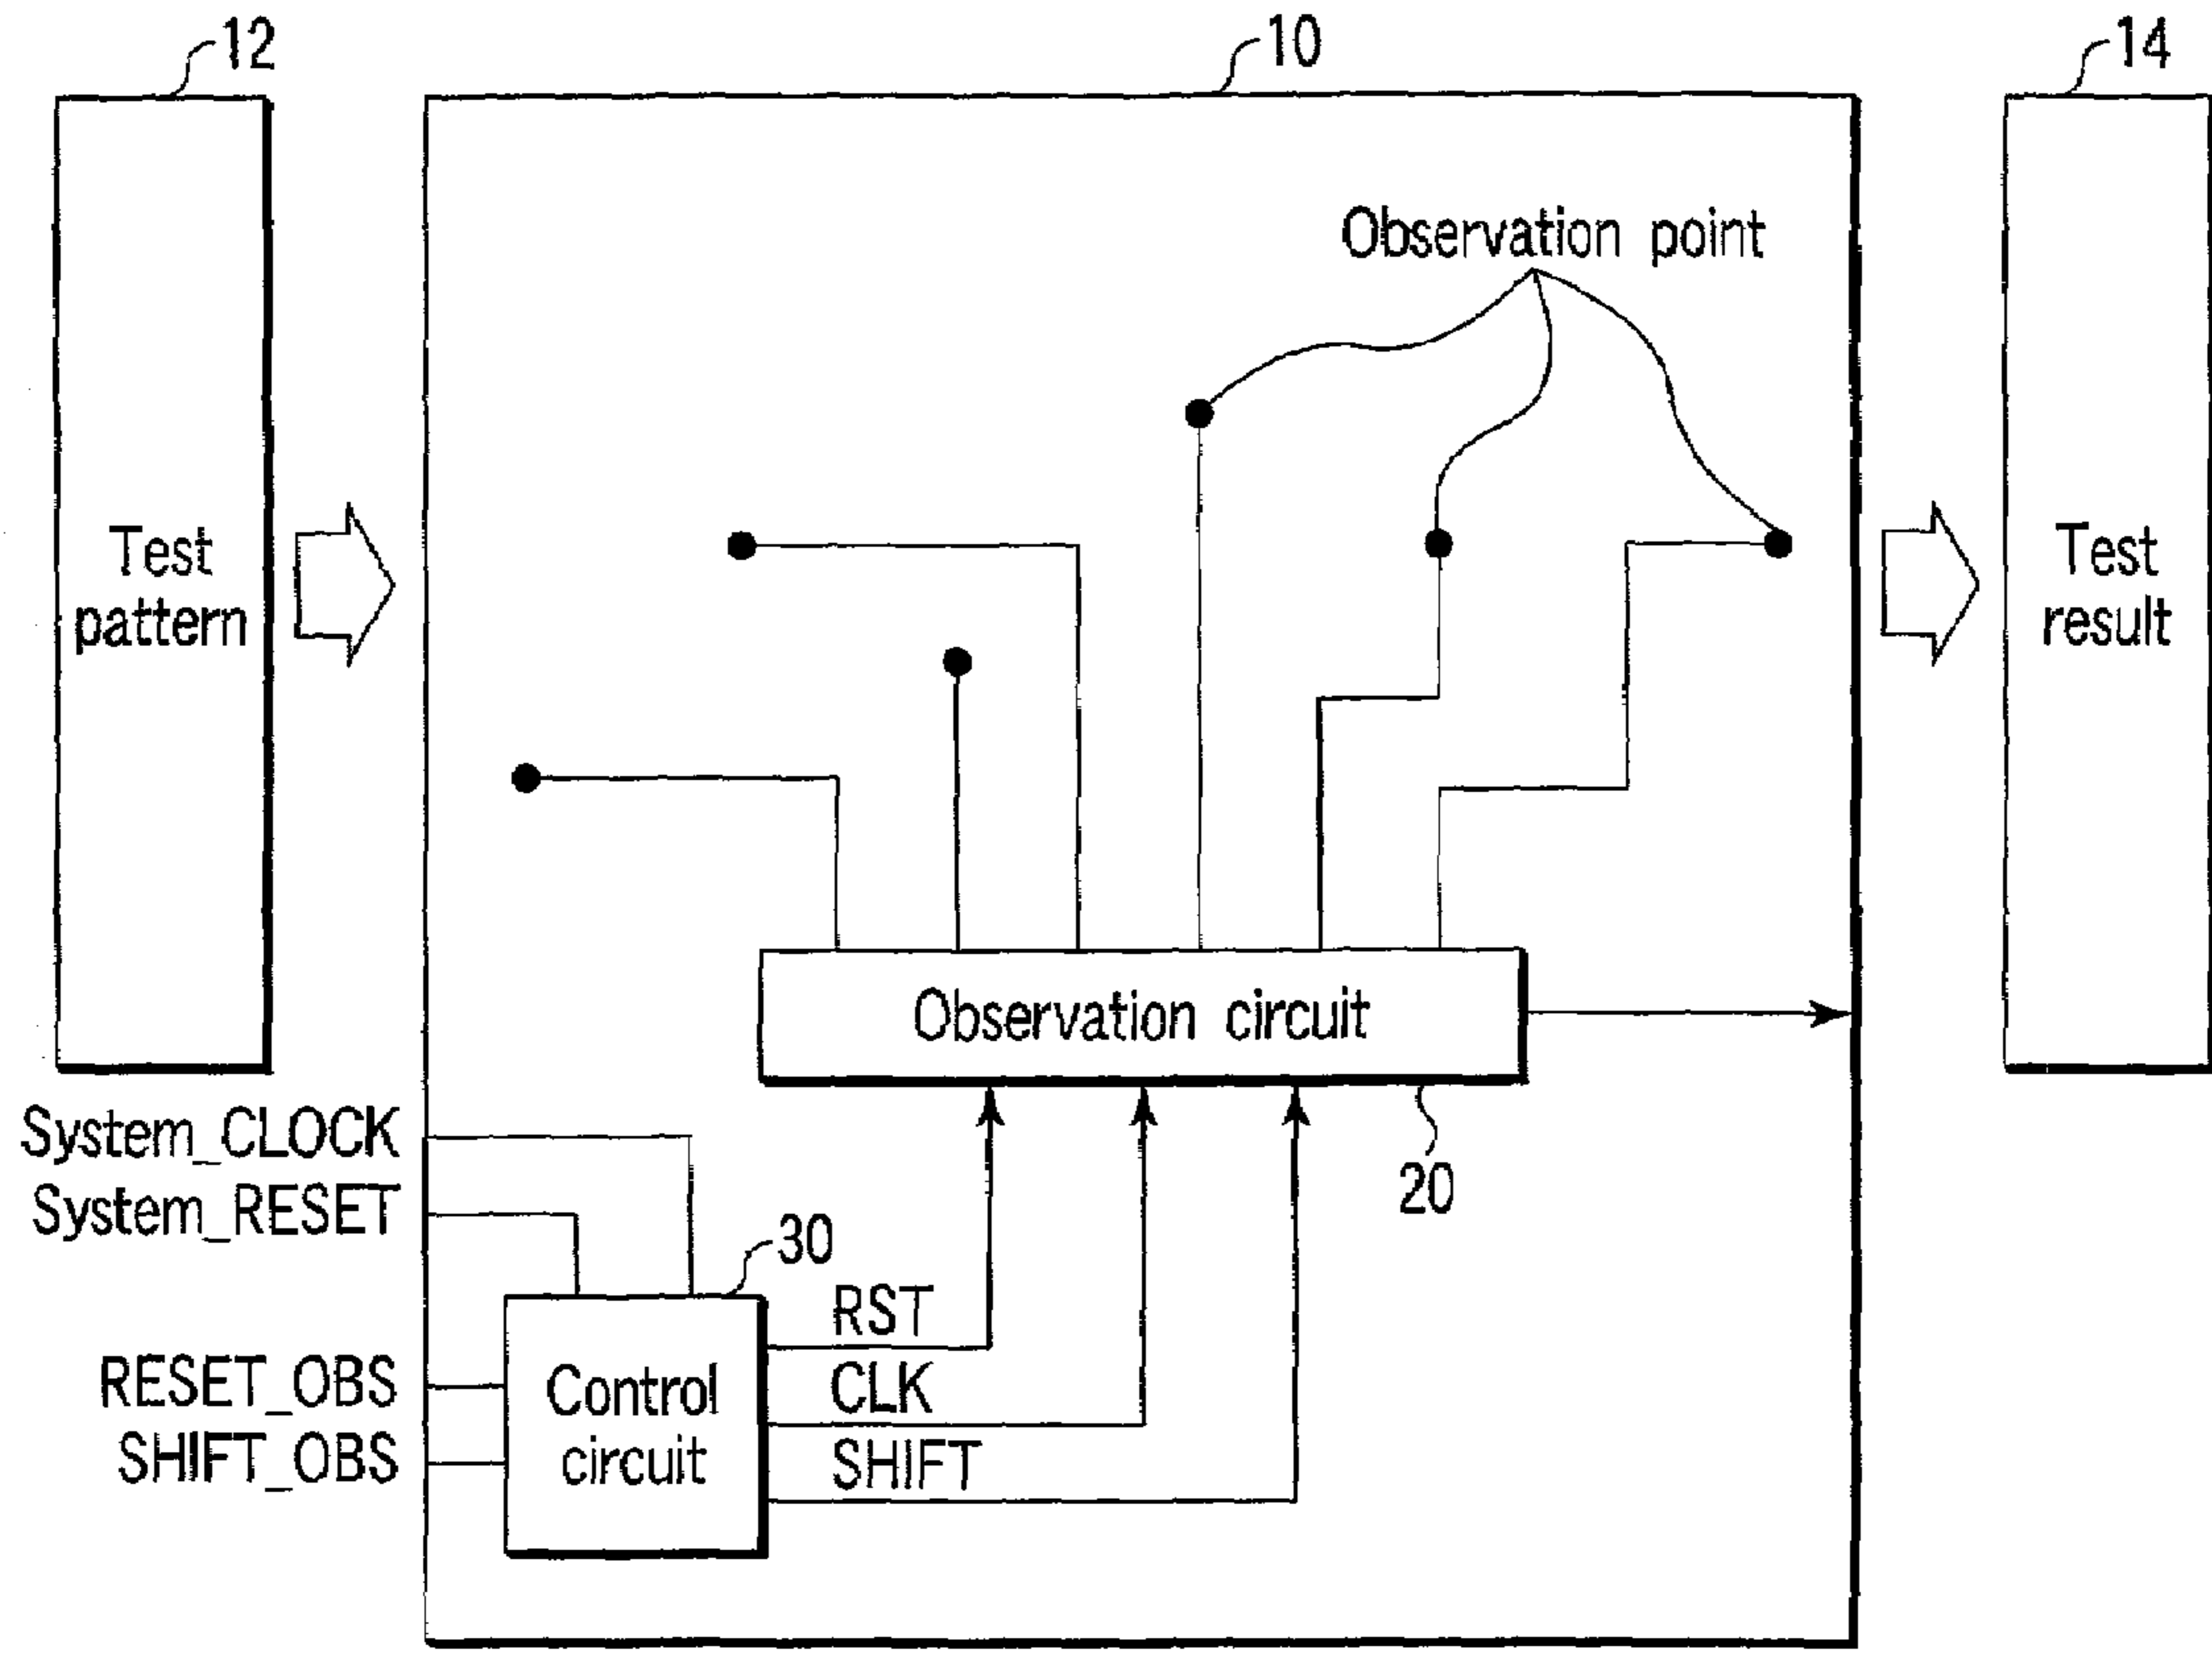 12
10
14
Observation point
Test
pattern
Test
result
Observation circuit
System_CLOCK
System_RESET
20
30
RST
RESET_OBS
Control
circuit
CLK
SHIFT_OBS
SHIFT